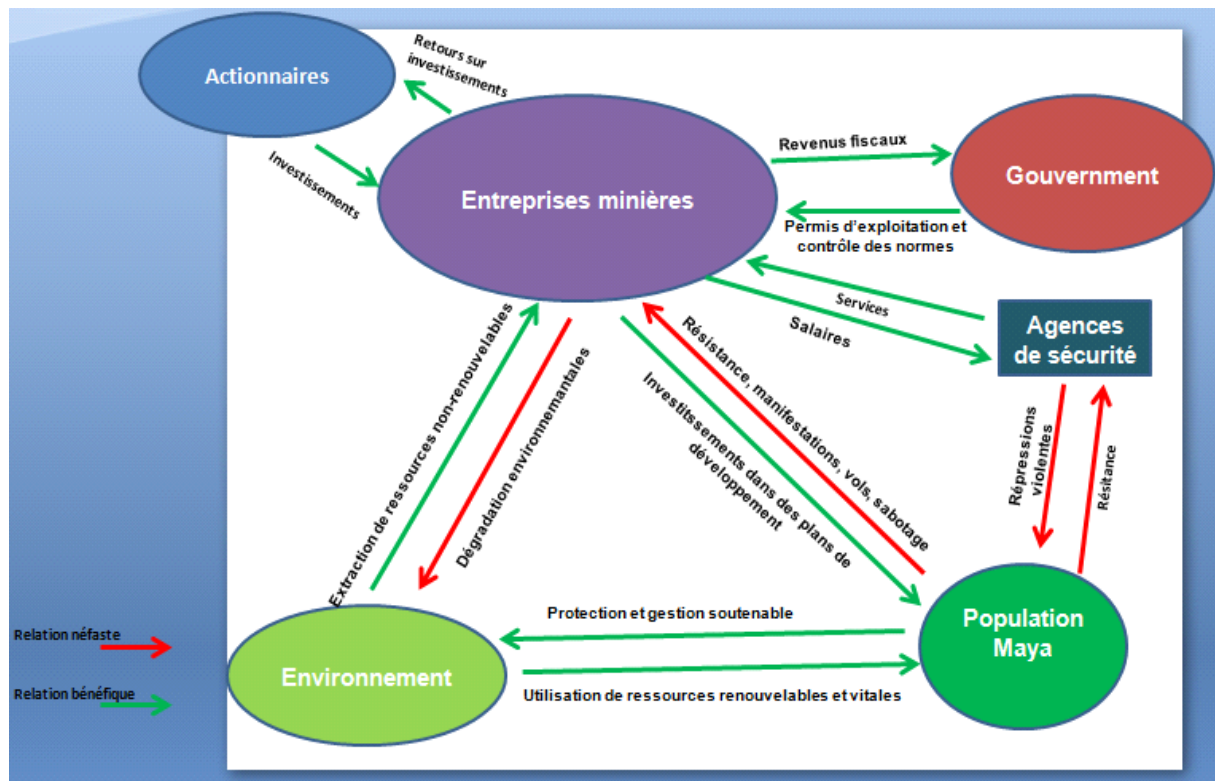 Actionnaires
Retours sur
investissements
Investissements
Entreprises minières
Revenus fiscaux
Gouvernment
Permis d'exploitation et
contrôle des normes
Services
Salaires
Agences
de sécurité
Extraction de ressources non-renouvelables
Dégradation environnemantales
Résistance, manifestations, vols, sabotage
Investitssements dans des plans de
développement
Répressions
violentes
Résitance
Relation néfaste
Relation bénéfique
Environnement
Protection et gestion soutenable
Utilisation de ressources renouvelables et vitales
Population
Maya